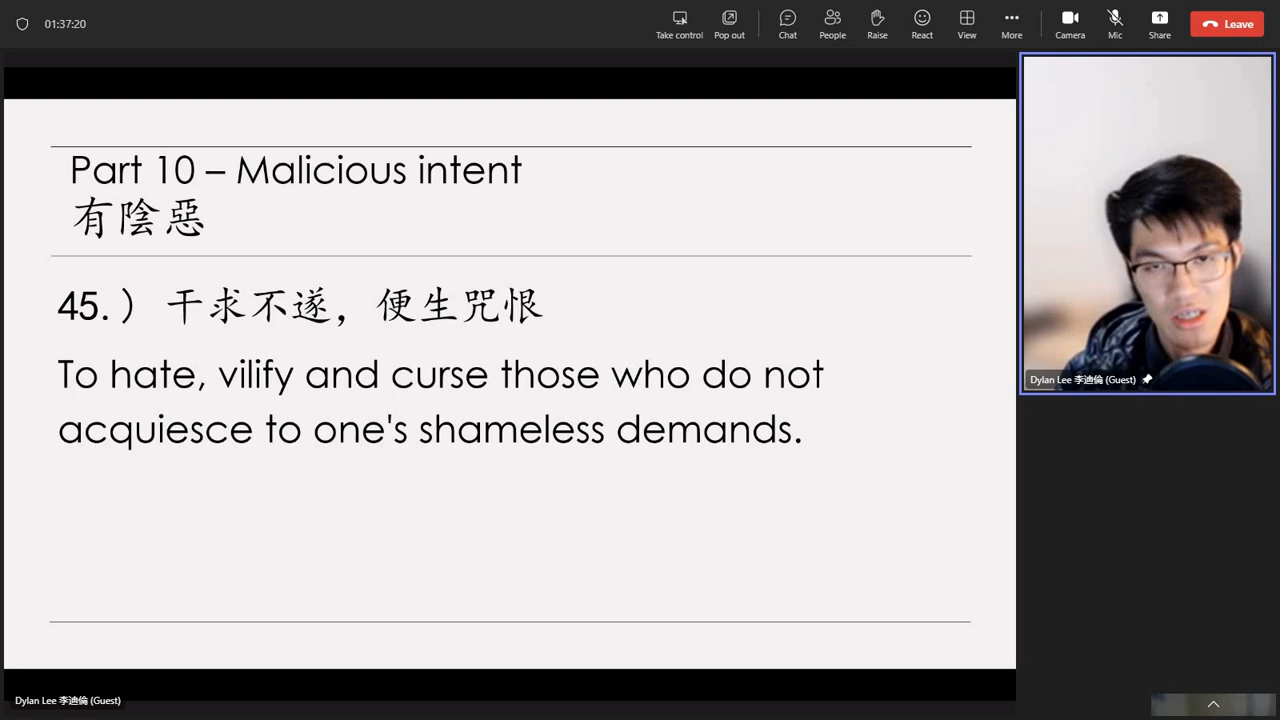 01:37:20
Take control
Pop out
Chat
People
Raise
React
View
More
Camera
Mic
Share
Leave
Part 10 – Malicious intent
有陰惡
45.） 干求不遂，便生咒恨
To hate, vilify and curse those who do not
acquiesce to one's shameless demands.
Dylan Lee 李迪倫 (Guest)
Dylan Lee 李迪倫 (Guest)